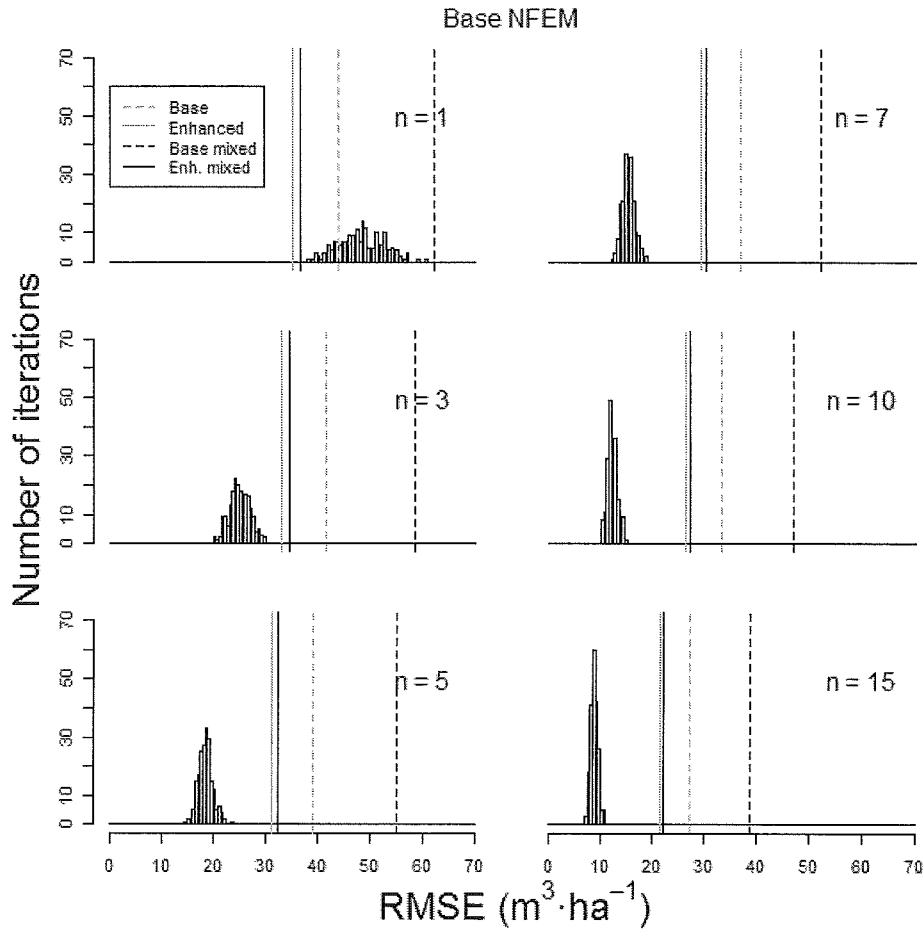 Base NFEM
Number of iterations
70
50
30
10
0
Base
Enhanced
Base mixed
Enh. mixed
n = 1
n = 7
70
50
30
10
0
n = 3
n = 10
70
50
30
10
0
n = 5
n = 15
0 10 20 30 40 50 60 70
0 10 20 30 40 50 60 70
RMSE (m³·ha⁻¹)